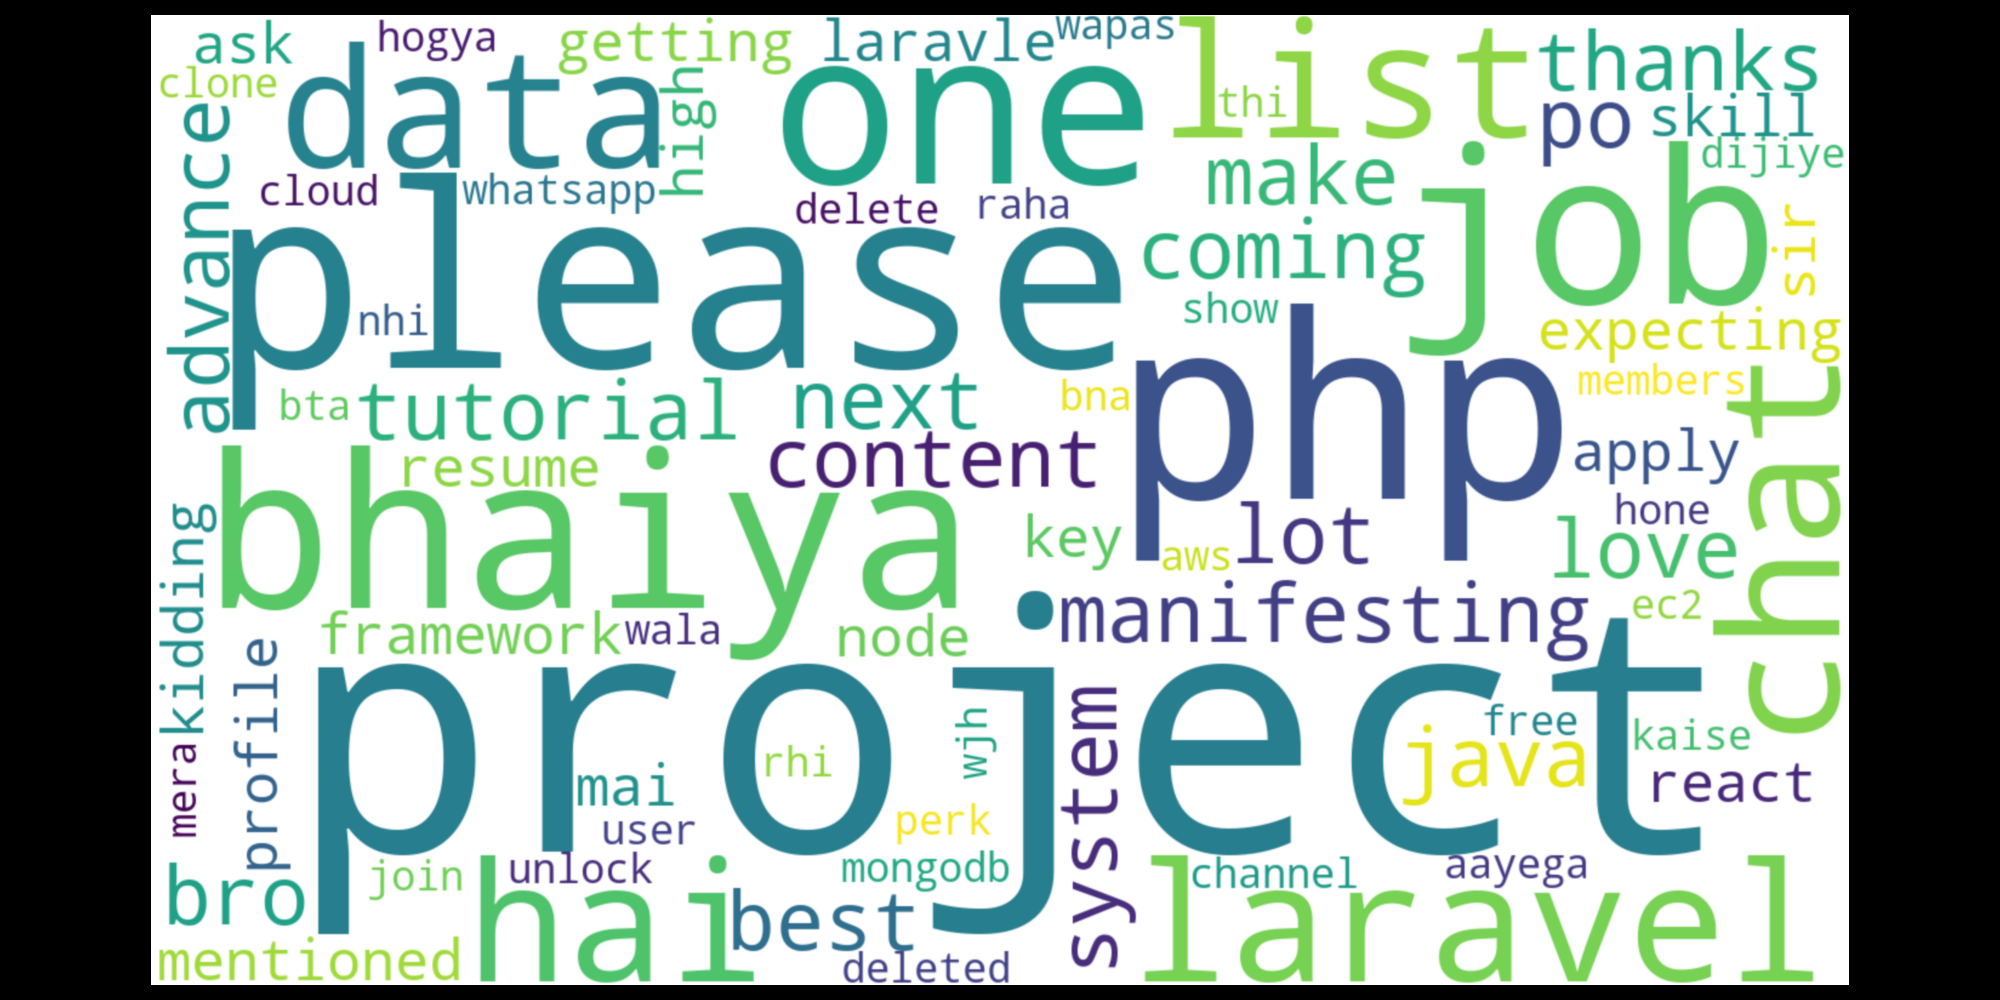 ask
hogya
getting
laravle
wapas
list
thanks
clone
data
high
one
thi
po
skill
advance
cloud
whatsapp
delete
raha
make
job
dijiye
please
nhi
coming
sir
show
php
expecting
members
chat
bta
tutorial
next
bna
content
apply
bhaiya
resume
key
aws
lot
hone
love
kidding
framework
wala
node
manifesting
ec2
project
profile
mera
mai
rhi
wjh
system
java
free
kaise
react
user
perk
bro
join
hai
unlock
mongodb
channel
aayega
laravel
best
mentioned
deleted